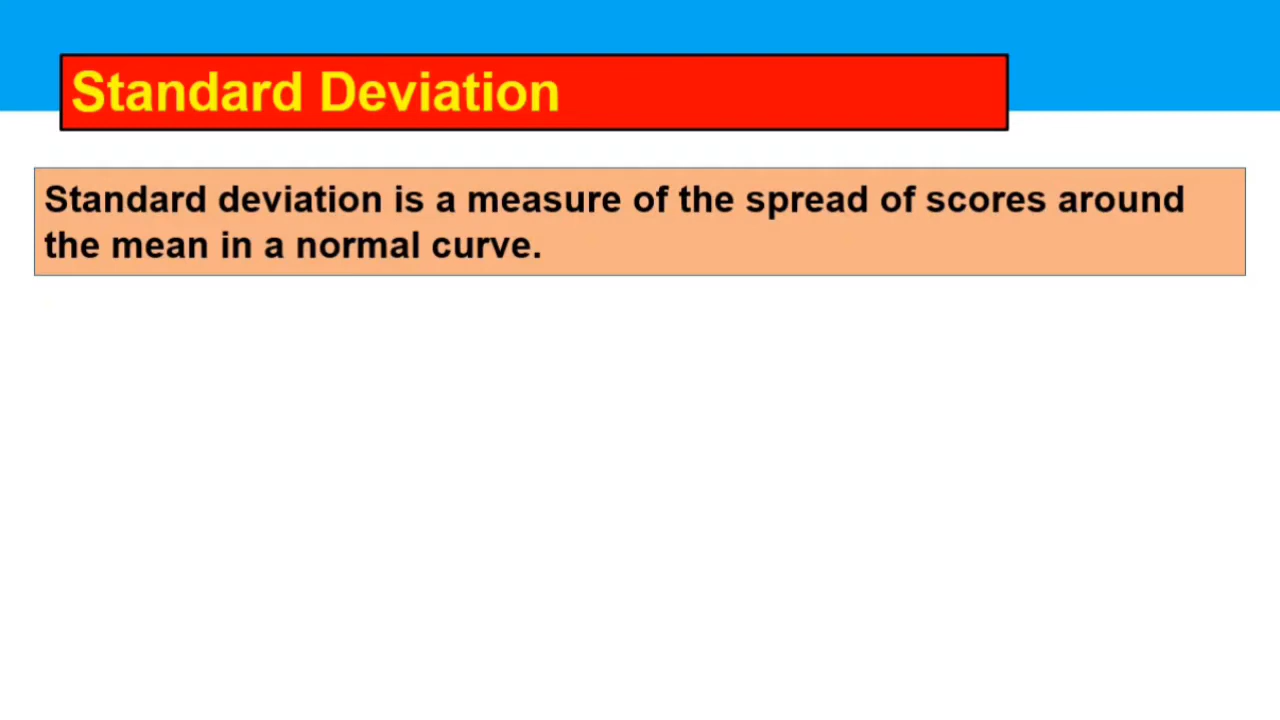 Standard Deviation
Standard deviation is a measure of the spread of scores around
the mean in a normal curve.